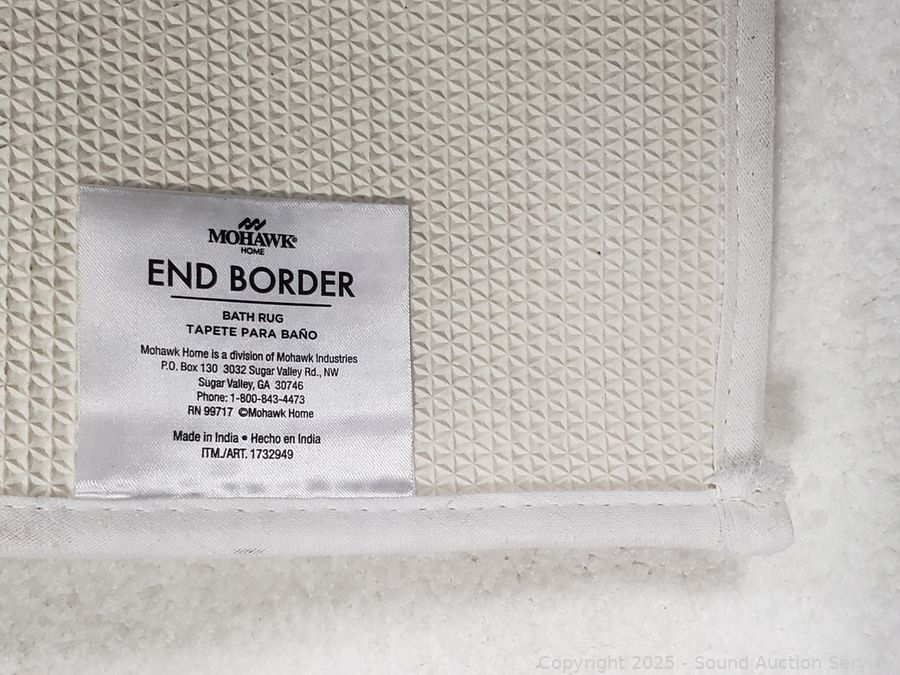 MOHAWK®
HOME
END BORDER
BATH RUG
TAPETE PARA BAÑO
Mohawk Home is a division of Mohawk Industries
P.O. Box 130 3032 Sugar Valley Rd., NW
Sugar Valley, GA 30746
Phone: 1-800-843-4473
RN 99717 ©Mohawk Home
Made in India • Hecho en India
ITM./ART. 1732949
Copyright 2025 - Sound Auction Service